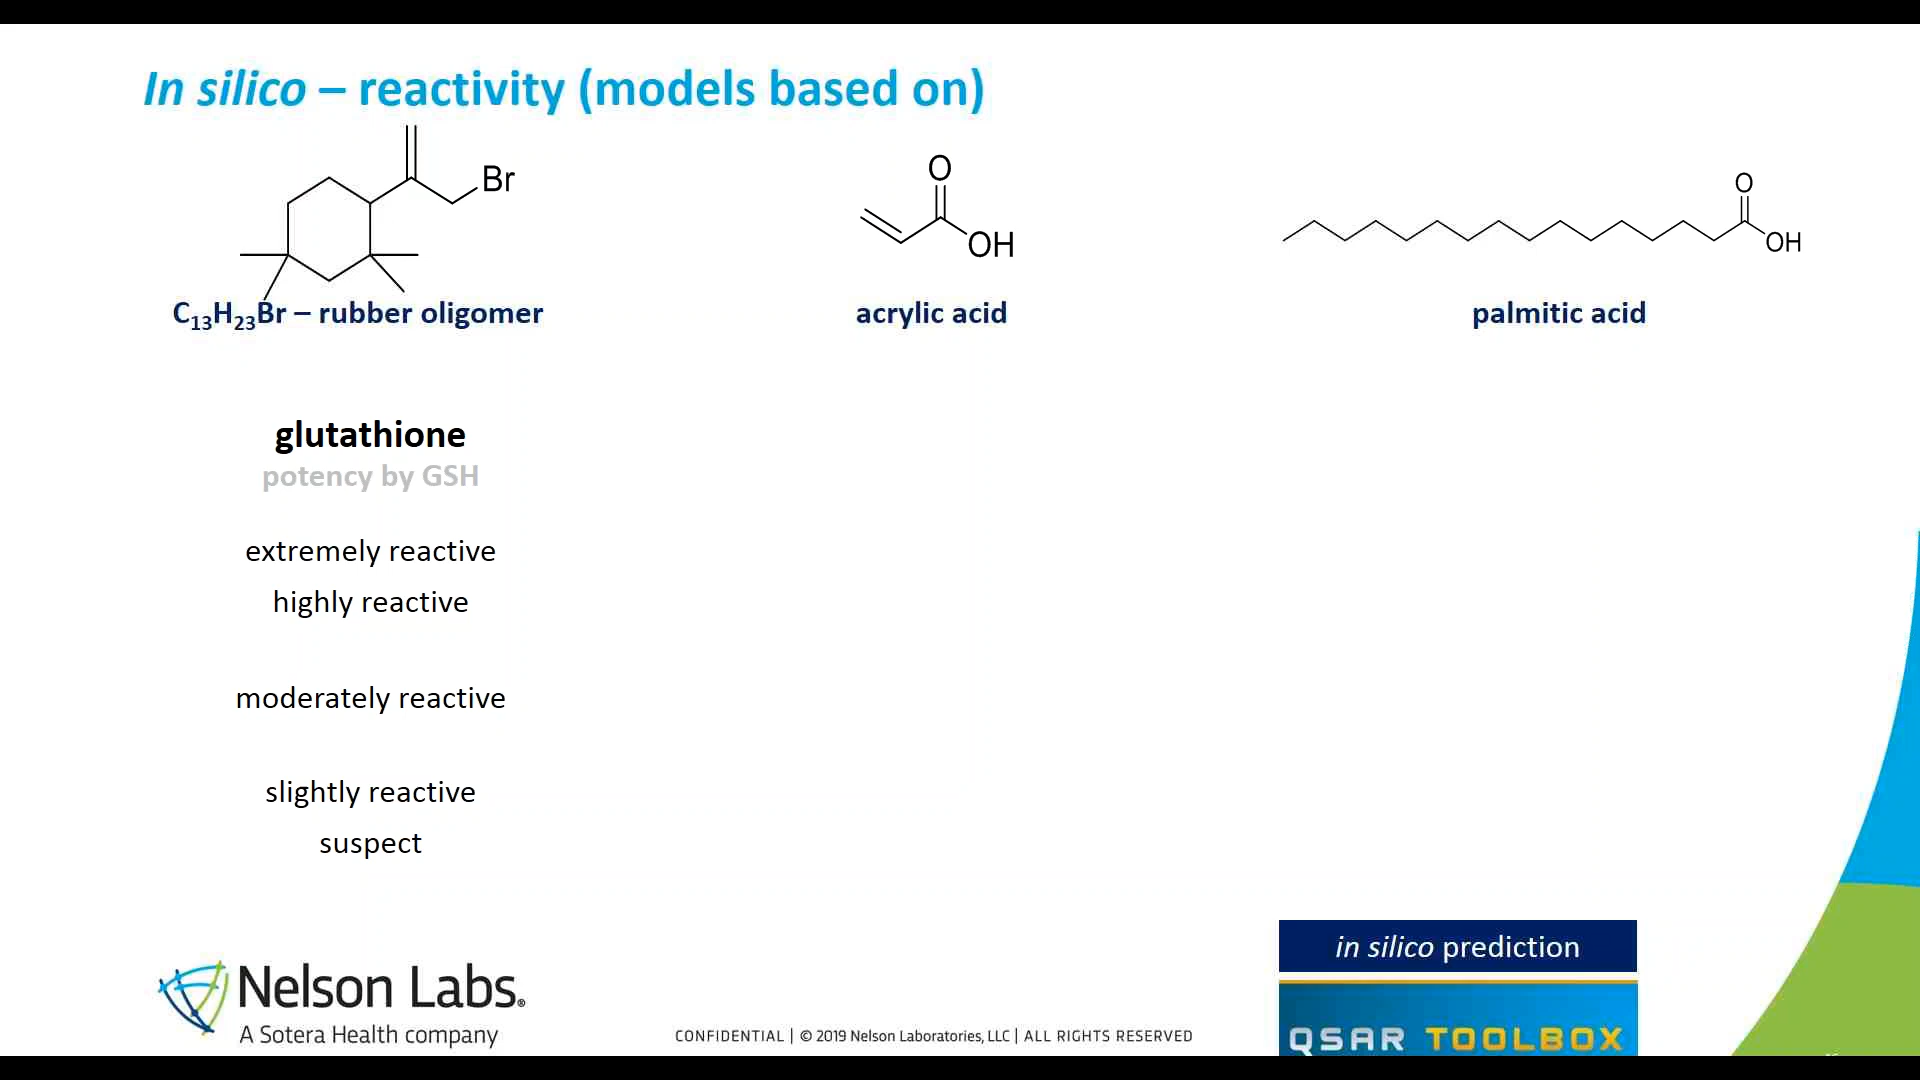 In silico – reactivity (models based on)
Br
O
OH
O
OH
C₁₃H₂₃Br – rubber oligomer
acrylic acid
palmitic acid
glutathione
potency by GSH
extremely reactive
highly reactive
moderately reactive
slightly reactive
suspect
in silico prediction
QSAR TOOLBOX
Nelson Labs®
A Sotera Health company
CONFIDENTIAL | © 2019 Nelson Laboratories, LLC | ALL RIGHTS RESERVED